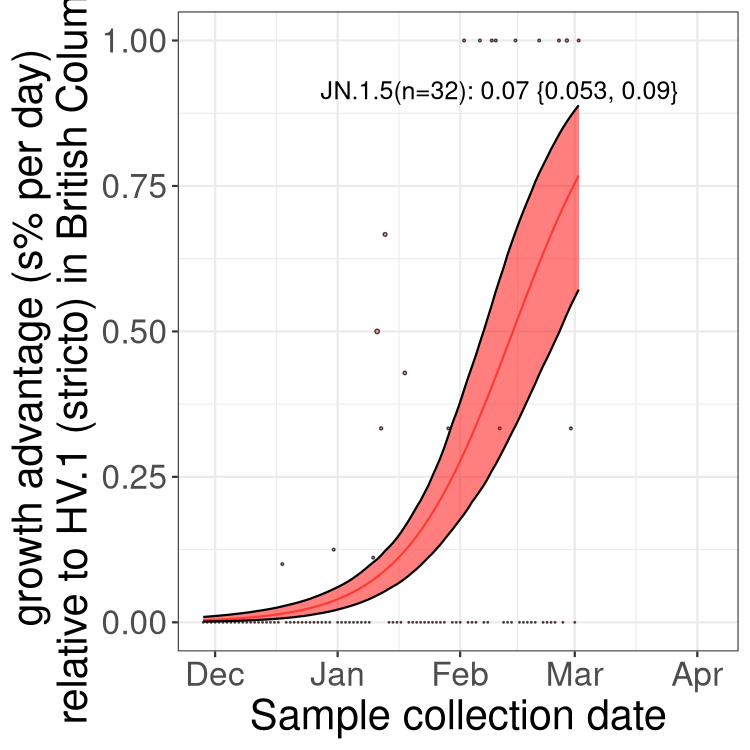 growth advantage (s% per day)
relative to HV.1 (stricto) in British Colum
1.00
0.75
0.50
0.25
0.00
JN.1.5(n=32): 0.07 {0.053, 0.09}
Dec Jan Feb Mar Apr
Sample collection date